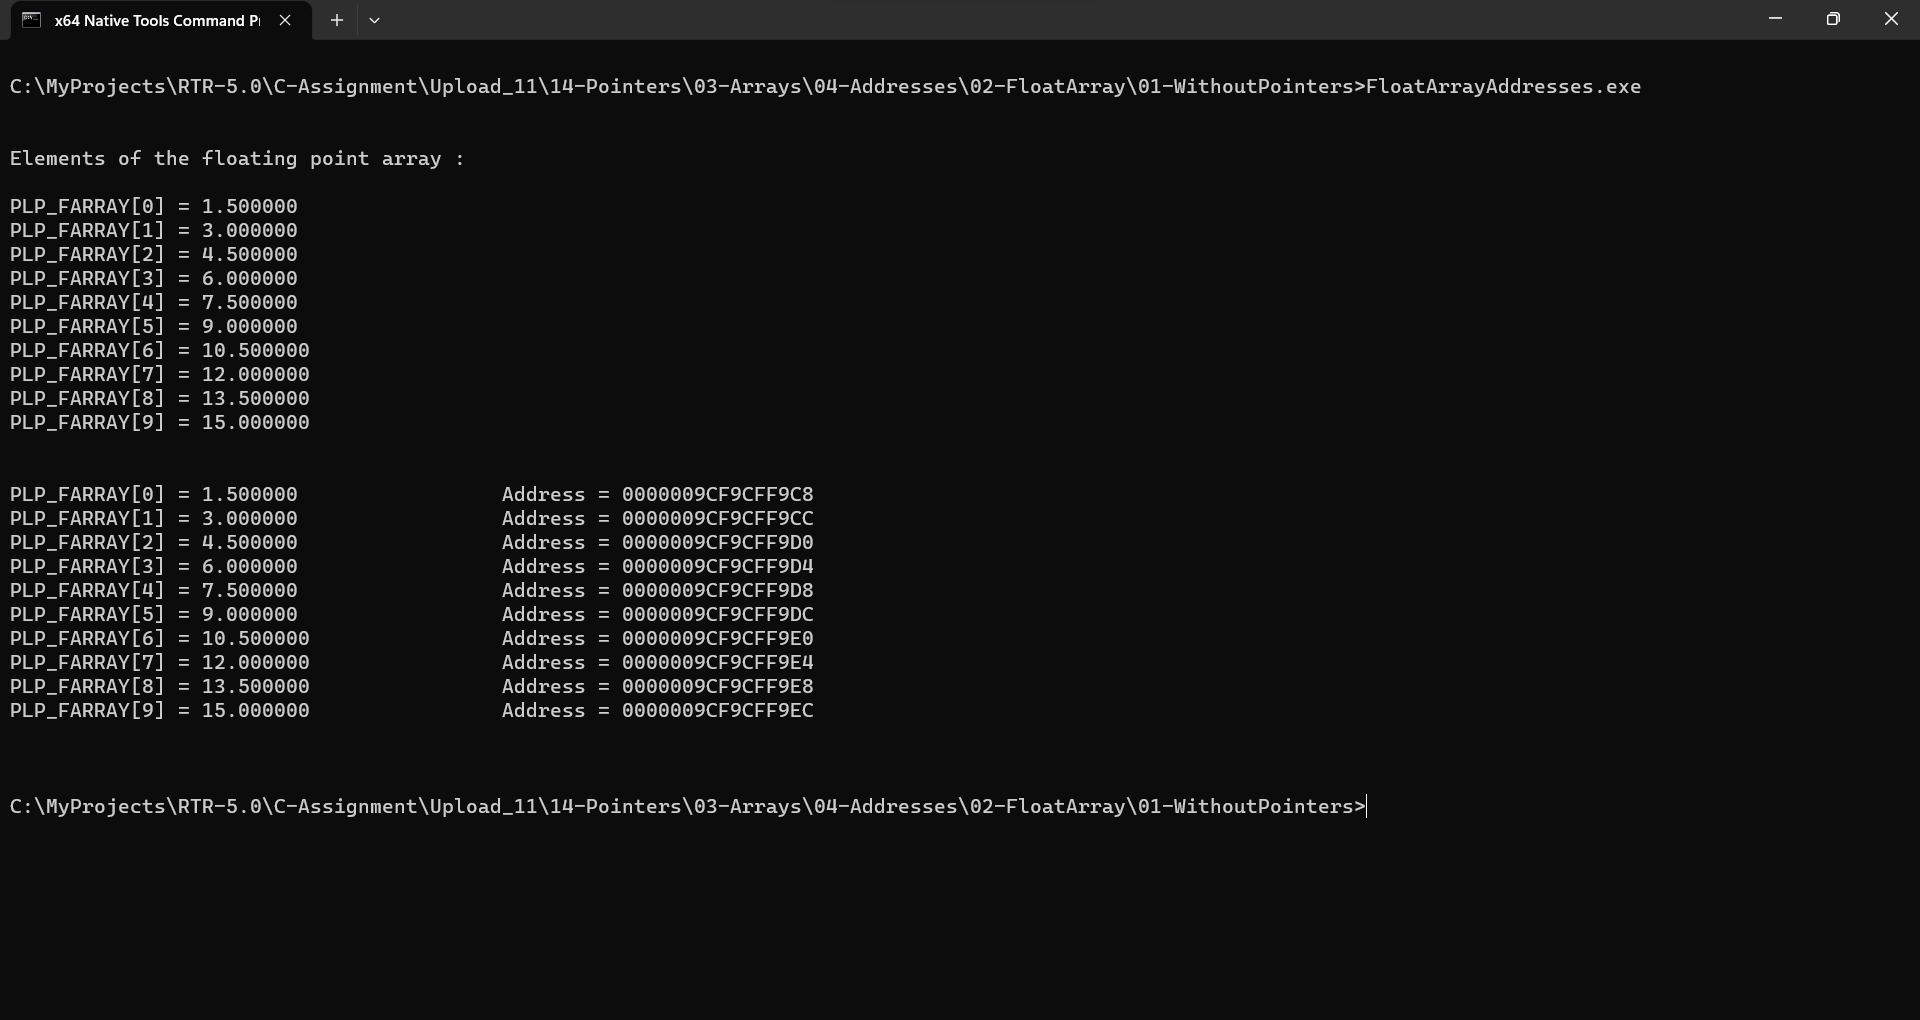 x64 Native Tools Command P
C:\MyProjects\RTR-5.0\C-Assignment\Upload_11\14-Pointers\03-Arrays\04-Addresses\02-FloatArray\01-WithoutPointers>FloatArrayAddresses.exe
Elements of the floating point array :
PLP_FARRAY[0] = 1.500000
PLP_FARRAY[1] = 3.000000
PLP_FARRAY[2] = 4.500000
PLP_FARRAY[3] = 6.000000
PLP_FARRAY[4] = 7.500000
PLP_FARRAY[5] = 9.000000
PLP_FARRAY[6] = 10.500000
PLP_FARRAY[7] = 12.000000
PLP_FARRAY[8] = 13.500000
PLP_FARRAY[9] = 15.000000
PLP_FARRAY[0] = 1.500000 Address = 0000009CF9CFF9C8
PLP_FARRAY[1] = 3.000000 Address = 0000009CF9CFF9CC
PLP_FARRAY[2] = 4.500000 Address = 0000009CF9CFF9D0
PLP_FARRAY[3] = 6.000000 Address = 0000009CF9CFF9D4
PLP_FARRAY[4] = 7.500000 Address = 0000009CF9CFF9D8
PLP_FARRAY[5] = 9.000000 Address = 0000009CF9CFF9DC
PLP_FARRAY[6] = 10.500000 Address = 0000009CF9CFF9E0
PLP_FARRAY[7] = 12.000000 Address = 0000009CF9CFF9E4
PLP_FARRAY[8] = 13.500000 Address = 0000009CF9CFF9E8
PLP_FARRAY[9] = 15.000000 Address = 0000009CF9CFF9EC
C:\MyProjects\RTR-5.0\C-Assignment\Upload_11\14-Pointers\03-Arrays\04-Addresses\02-FloatArray\01-WithoutPointers>